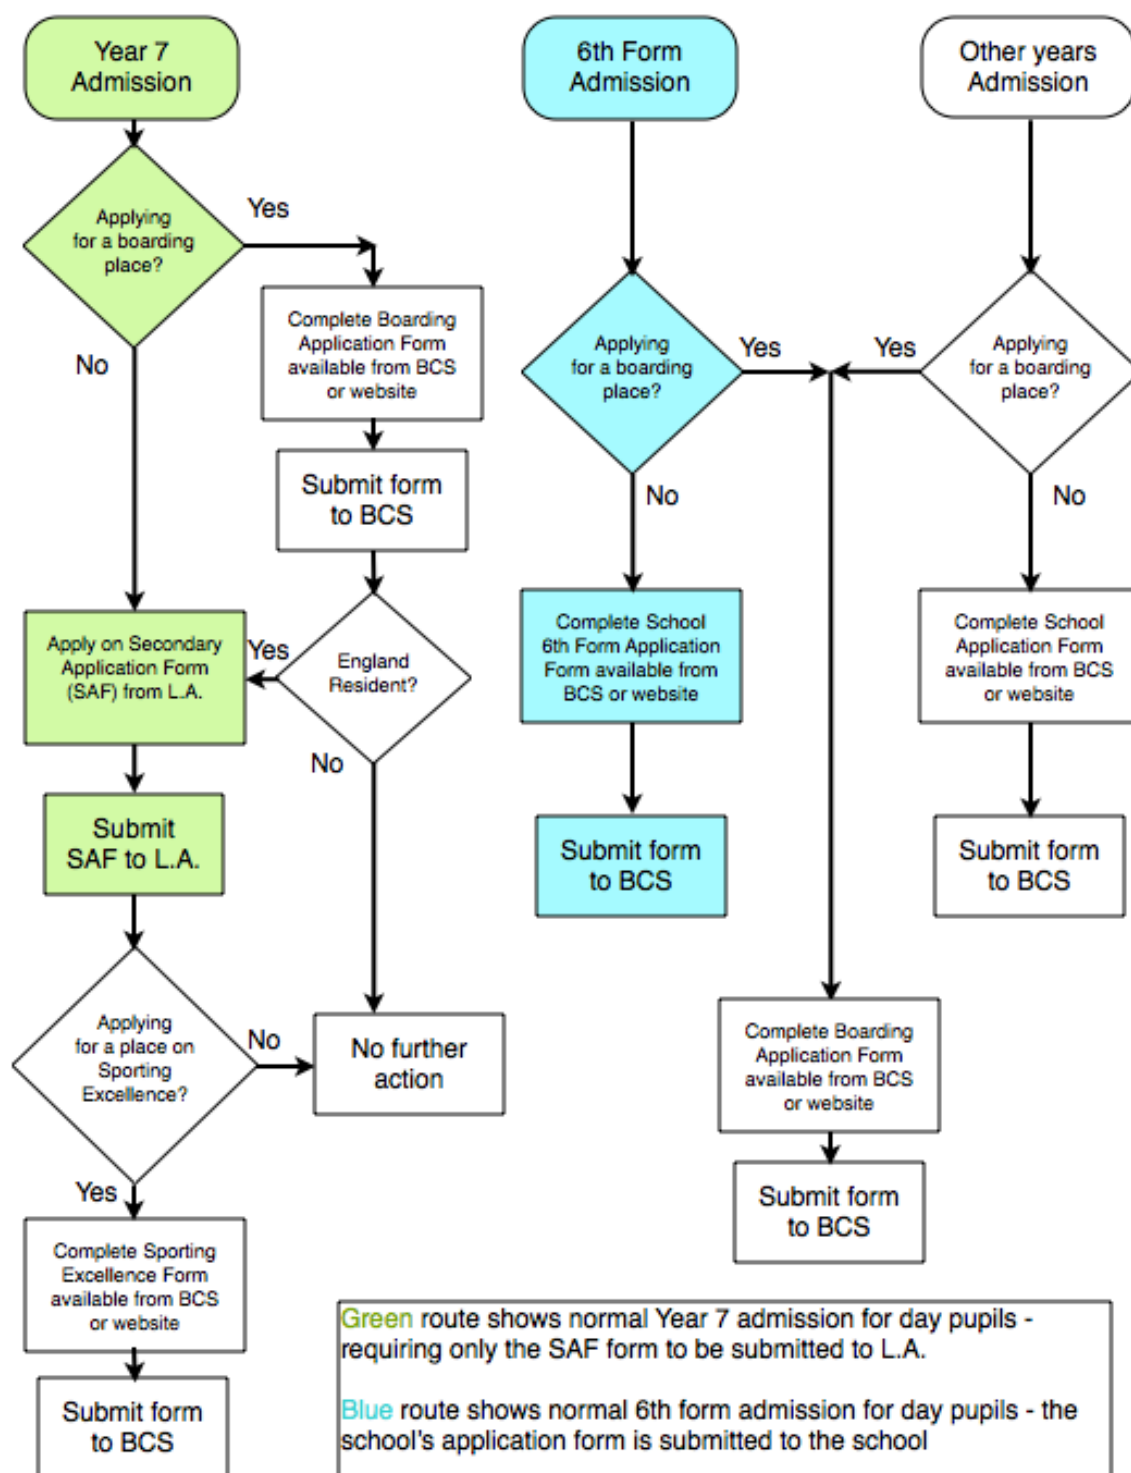 Year 7
Admission
Applying
for a boarding
place?
Yes
No
Complete Boarding
Application Form
available from BCS
or website
Submit form
to BCS
England
Resident?
Yes
No
Apply on Secondary
Application Form
(SAF) from L.A.
Submit
SAF to L.A.
Applying
for a place on
Sporting
Excellence?
No
No further
action
Yes
Complete Sporting
Excellence Form
available from BCS
or website
Submit form
to BCS
6th Form
Admission
Applying
for a boarding
place?
Yes
No
Complete School
6th Form Application
Form available from
BCS or website
Submit form
to BCS
Other years
Admission
Applying
for a boarding
place?
Yes
No
Complete School
Application Form
available from BCS
or website
Submit form
to BCS
Complete Boarding
Application Form
available from BCS
or website
Submit form
to BCS
Green route shows normal Year 7 admission for day pupils -
requiring only the SAF form to be submitted to L.A.
Blue route shows normal 6th form admission for day pupils - the
school's application form is submitted to the school